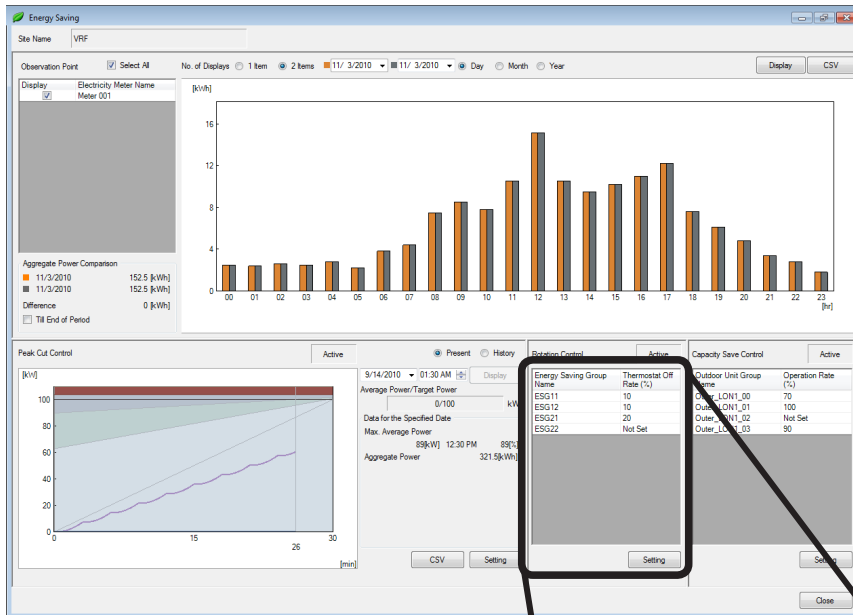 Energy Saving
Site Name VRF
Observation Point Select All No. of Displays 1 Item 2 Items 11/ 3/2010 11/ 3/2010 Day Month Year Display CSV
Display Electricity Meter Name
Meter 001
[kWh]
16
12
8
4
0
00 01 02 03 04 05 06 07 08 09 10 11 12 13 14 15 16 17 18 19 20 21 22 23
[hr]
Aggregate Power Comparison
11/3/2010 152.5 [kWh]
11/3/2010 152.5 [kWh]
Difference 0 [kWh]
Till End of Period
Peak Cut Control Active
[kW]
100
80
60
40
20
0
0 15 30
26
[min]
Present History
9/14/2010 01:30 AM Display
Average Power/Target Power
0/100 kW
Data for the Specified Date
Max. Average Power
89[kW] 12:30 PM 89[%]
Aggregate Power 321.5[kWh]
CSV Setting
Rotation Control Active
Energy Saving Group Name Thermostat Off Rate (%)
ESG11 10
ESG12 10
ESG21 20
ESG22 Not Set
Setting
Capacity Save Control Active
Outdoor Unit Group Name Operation Rate (%)
Outer_LON1_00 70
Outer_LON1_01 100
Outer_LON1_02 Not Set
Outer_LON1_03 90
Setting
Close